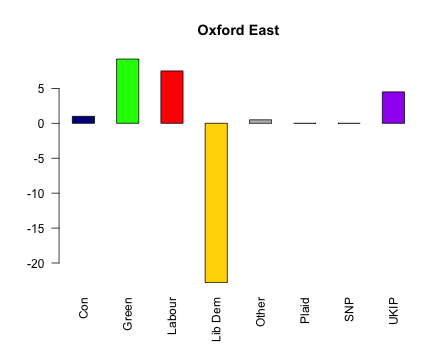 Oxford East
5
0
-5
-10
-15
-20
Con
Green
Labour
Lib Dem
Other
Plaid
SNP
UKIP